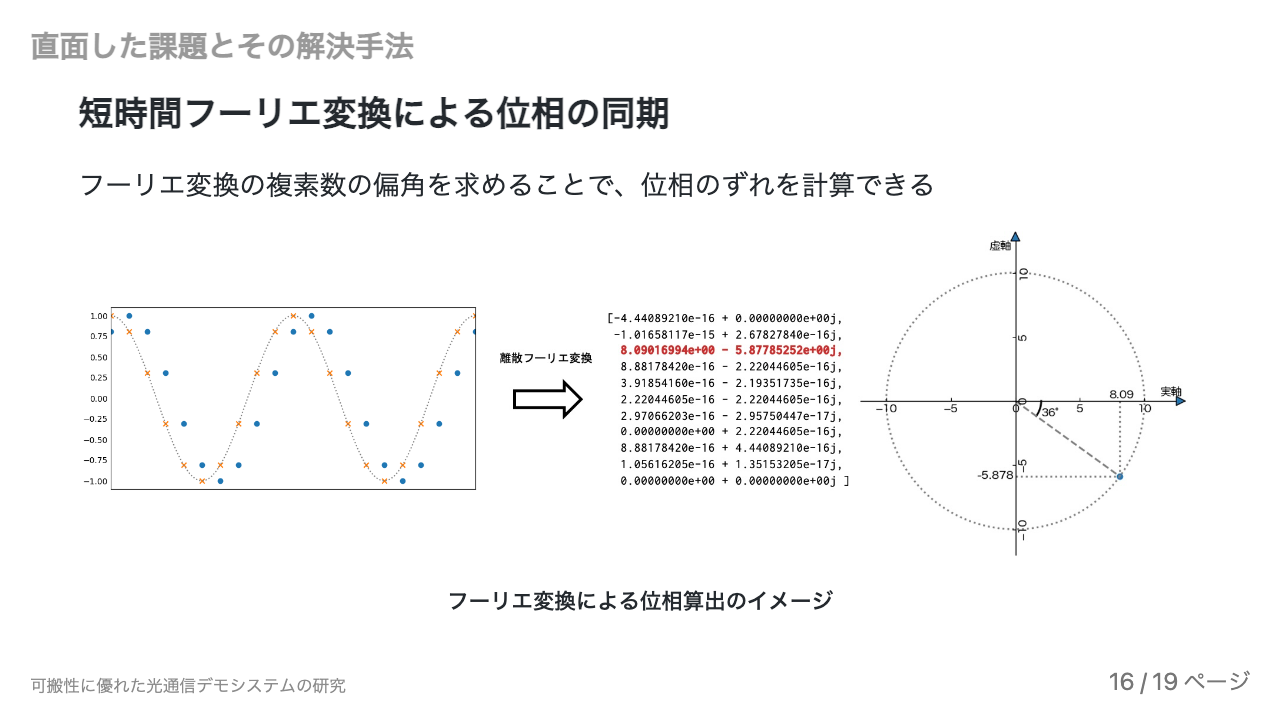 直面した課題とその解決手法
短時間フーリエ変換による位相の同期
フーリエ変換の複素数の偏角を求めることで、位相のずれを計算できる
1.00
0.75
0.50
0.25
0.00
−0.25
−0.50
−0.75
−1.00
離散フーリエ変換
[-4.44089210e-16 + 0.00000000e+00j,
-1.01658117e-15 + 2.67827840e-16j,
8.09016994e+00 - 5.87785252e+00j,
8.88178420e-16 - 2.22044605e-16j,
3.91854160e-16 - 2.19351735e-16j,
2.22044605e-16 - 2.22044605e-16j,
2.97066203e-16 - 2.95750447e-17j,
0.00000000e+00 + 2.22044605e-16j,
8.88178420e-16 + 4.44089210e-16j,
1.05616205e-16 + 1.35153205e-17j,
0.00000000e+00 + 0.00000000e+00j ]
虚軸
10
5
0
−5
−10
実軸
8.09
−10
−5
0
5
10
36°
-5.878
フーリエ変換による位相算出のイメージ
可搬性に優れた光通信デモシステムの研究
16 / 19 ページ